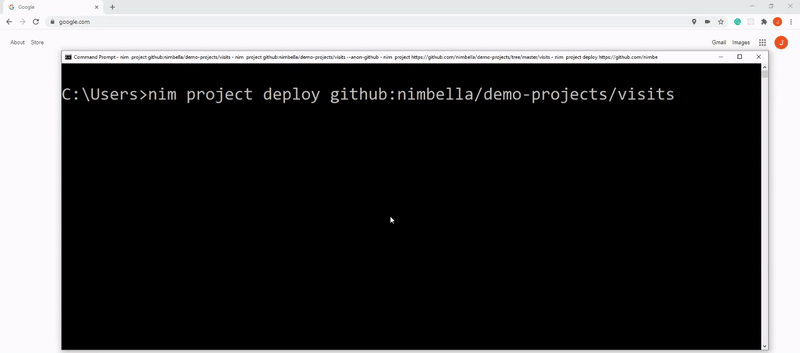 Google
google.com
J
About Store
Gmail Images
J
Command Prompt - nim project github:nimbella/demo-projects/visits - nim project github:nimbella/demo-projects/visits --anon-github - nim project https://github.com/nimbella/demo-projects/tree/master/visits - nim project deploy https://github.com/nimbe
C:\Users>nim project deploy github:nimbella/demo-projects/visits